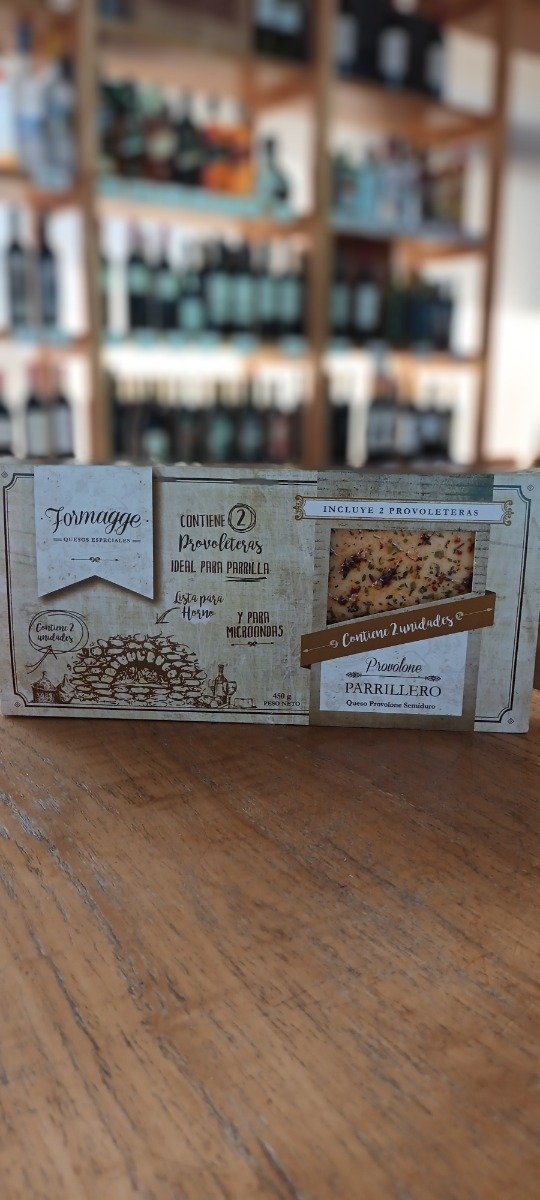 Formagge
QUESOS ESPECIALES
CONTIENE 2
Provoleteras
IDEAL PARA PARRILLA
Lista para
Horno
Y PARA
MICROONDAS
Contiene 2
unidades
450 g
PESO NETO
INCLUYE 2 PROVOLETERAS
Contiene 2 unidades
Provolone
PARRILLERO
Queso Provolone Semiduro